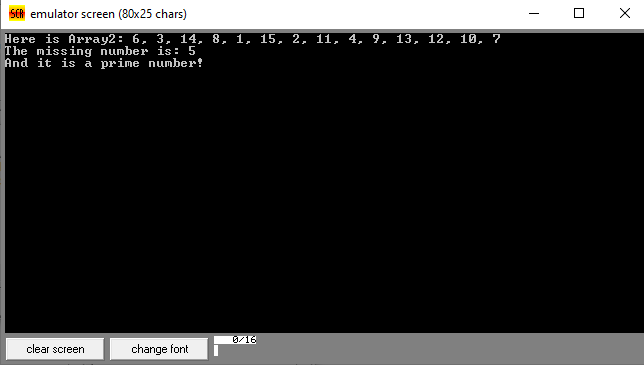 emulator screen (80x25 chars)
Here is Array2: 6, 3, 14, 8, 1, 15, 2, 11, 4, 9, 13, 12, 10, 7
The missing number is: 5
And it is a prime number!
clear screen
change font
0/16